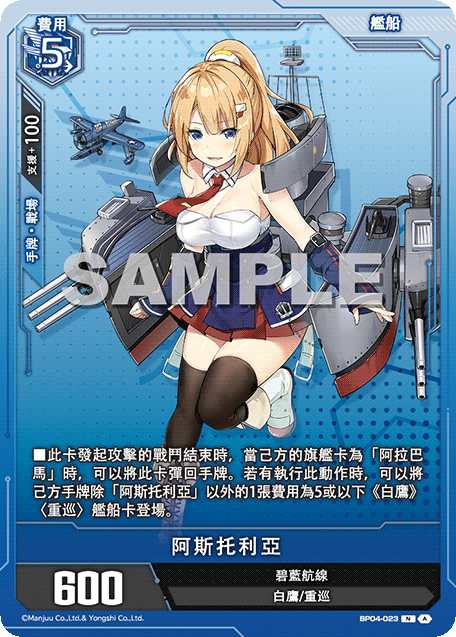 費用
5
艦船
支援+100
手牌・戰場
SAMPLE
■此卡發起攻擊的戰鬥結束時，當己方的旗艦卡為「阿拉巴
馬」時，可以將此卡彈回手牌。若有執行此動作時，可以將
己方手牌除「阿斯托利亞」以外的1張費用為5或以下《白鷹》
〈重巡〉艦船卡登場。
阿斯托利亞
600
碧藍航線
白鷹/重巡
©Manjuu Co.,Ltd.& Yongshi Co.,Ltd.
BP04-023 N A